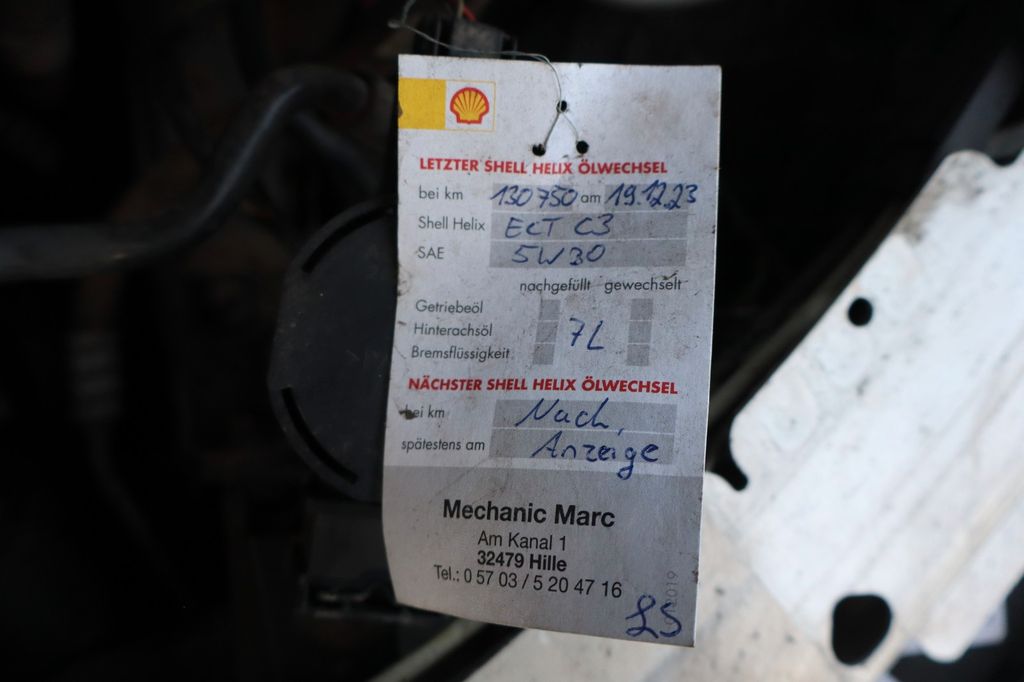 LETZTER SHELL HELIX ÖLWECHSEL
bei km 130750 am 19.12.23
Shell Helix ECT C3
SAE 5W30
nachgefüllt gewechselt
Getriebeöl
Hinterachsöl 7L
Bremsflüssigkeit
NÄCHSTER SHELL HELIX ÖLWECHSEL
bei km Nach
spätestens am Anzeige
Mechanic Marc
Am Kanal 1
32479 Hille
Tel.: 0 57 03 / 5 20 47 16
2019